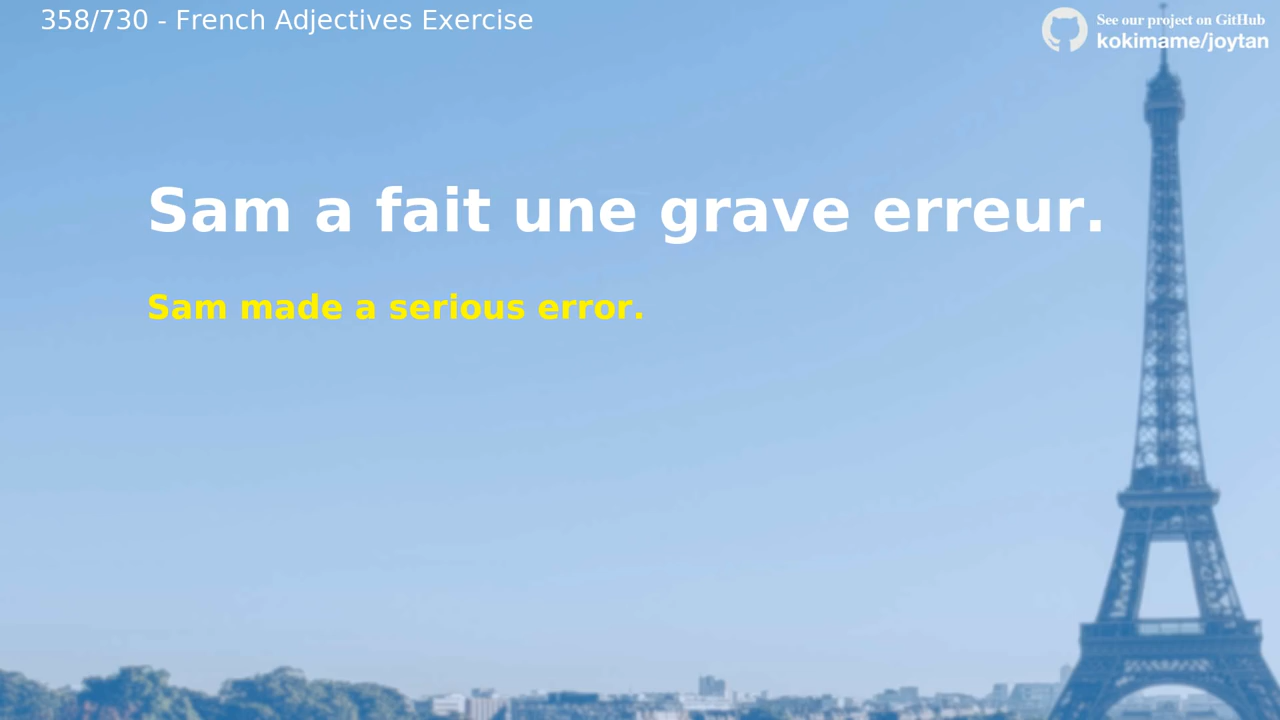 358/730 - French Adjectives Exercise
See our project on GitHub
kokimame/joytan
Sam a fait une grave erreur.
Sam made a serious error.